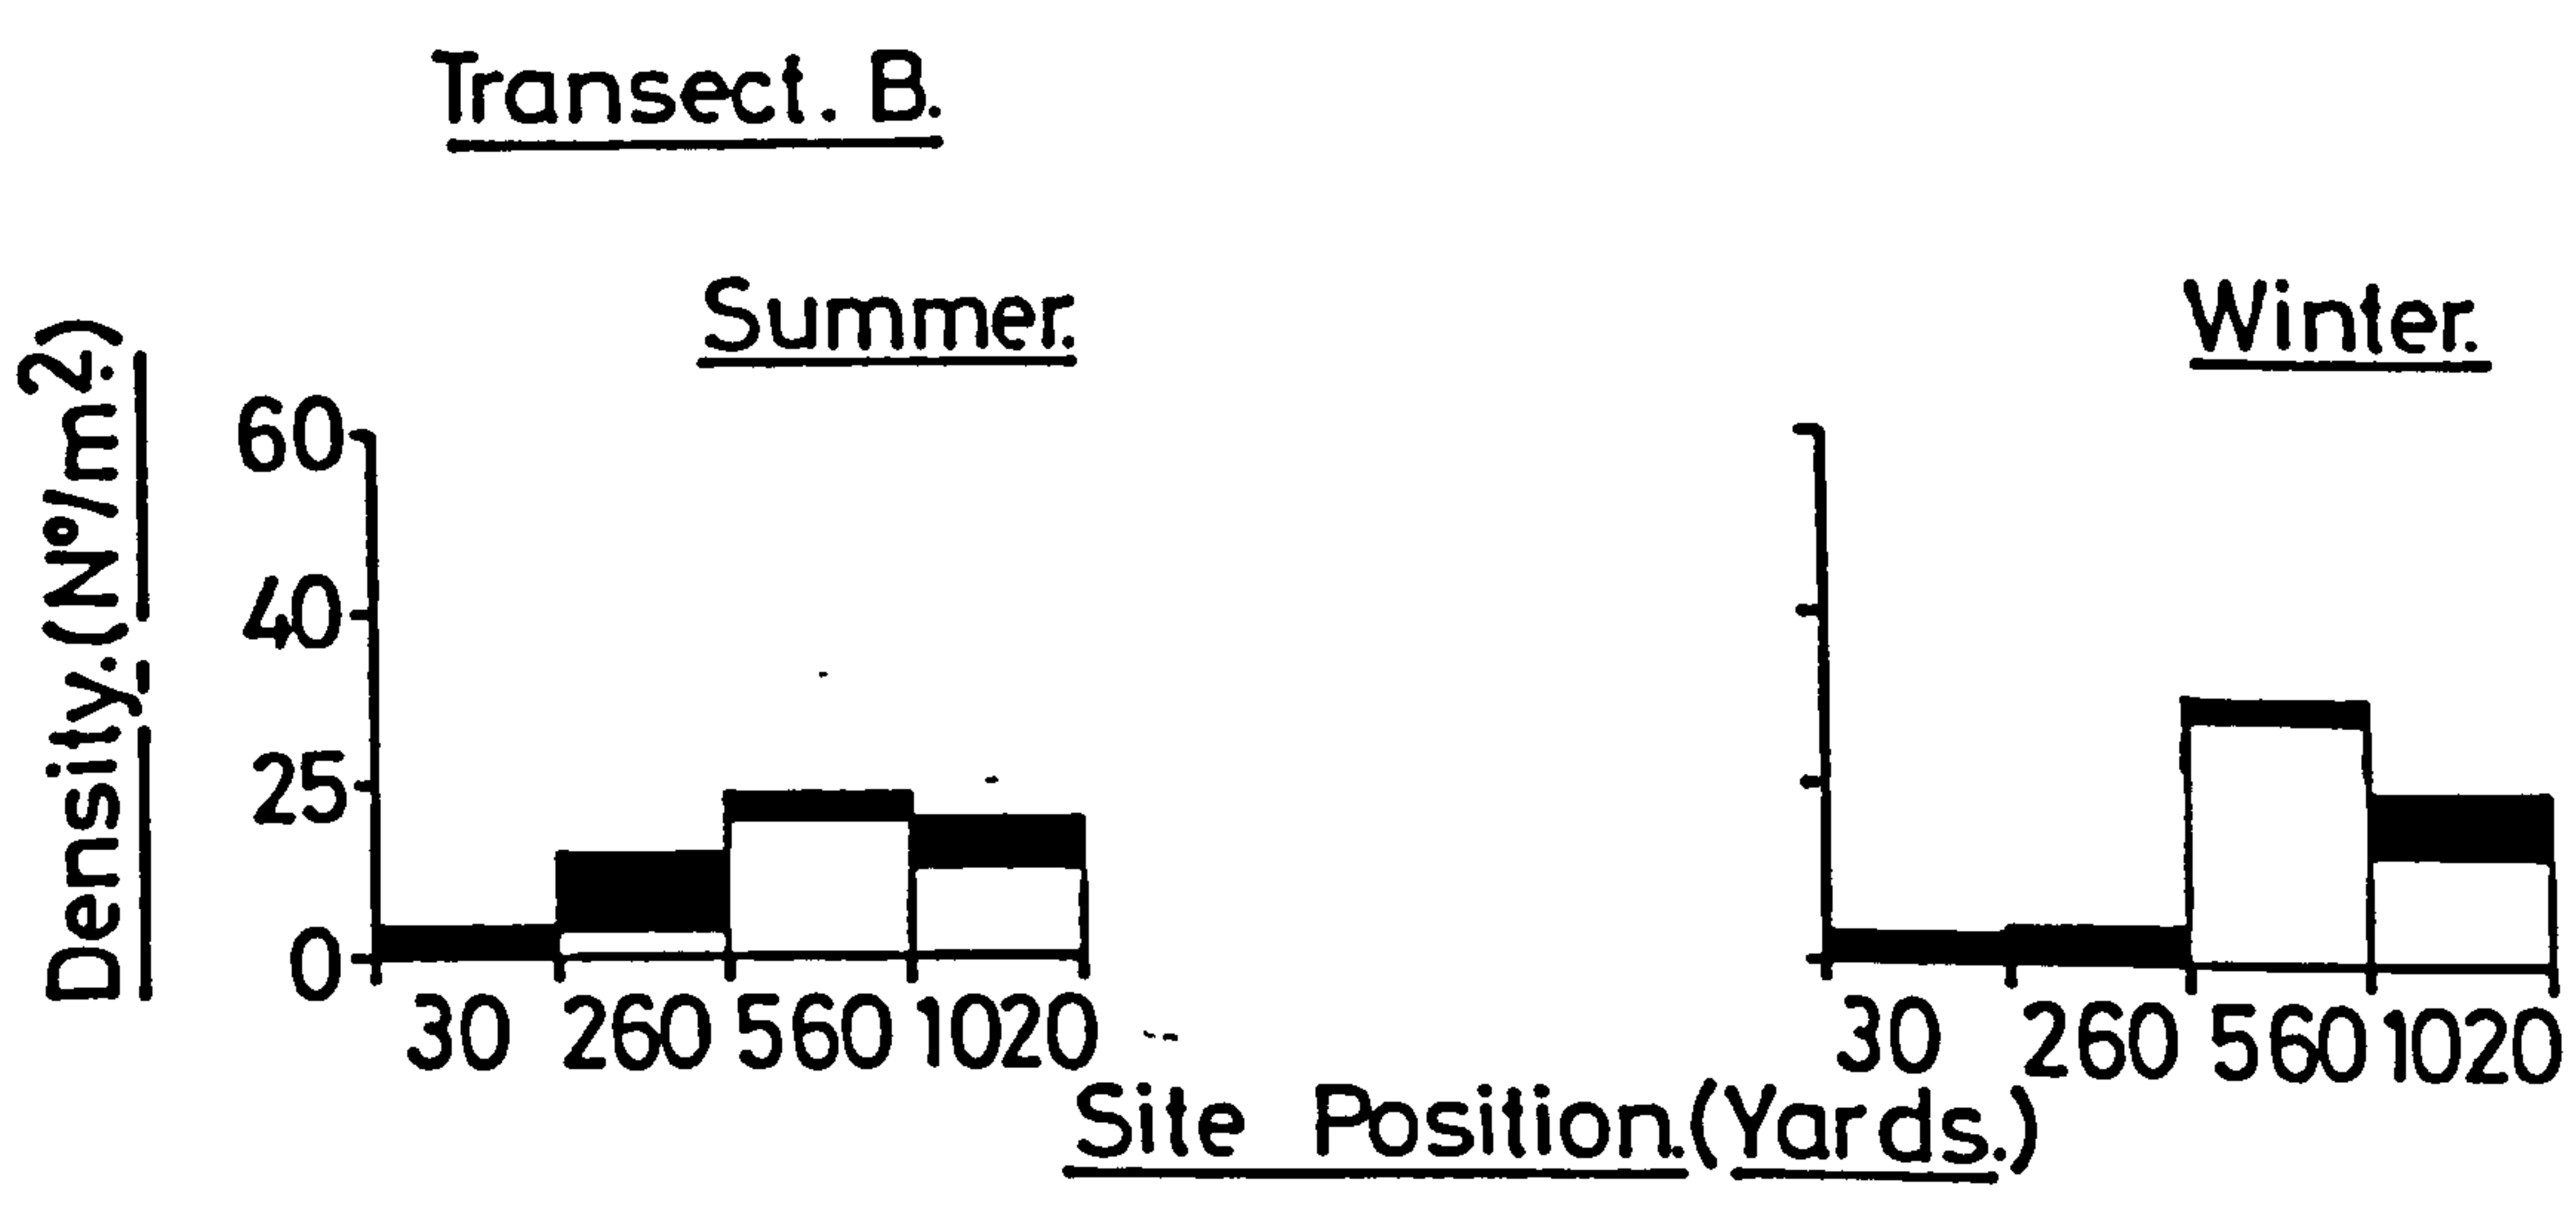 Transect. B.
Summer.
Winter.
Density.(Nº/m².)
60
40
25
0
30 260 560 1020
30 260 560 1020
Site Position.(Yards.)